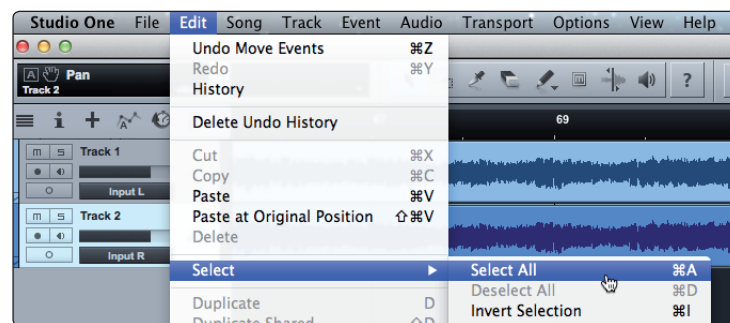 Studio One File Edit Song Track Event Audio Transport Options View Help
Undo Move Events ⌘Z
Redo ⌘Y
History
A Pan
Track 2
?
Delete Undo History
69
m s Track 1
Input L
Cut ⌘X
Copy ⌘C
Paste ⌘V
Paste at Original Position ⇧⌘V
Delete
m s Track 2
Input R
Select
Select All ⌘A
Deselect All ⌘D
Invert Selection ⌘I
Duplicate D
Duplicate Shared ⇧D